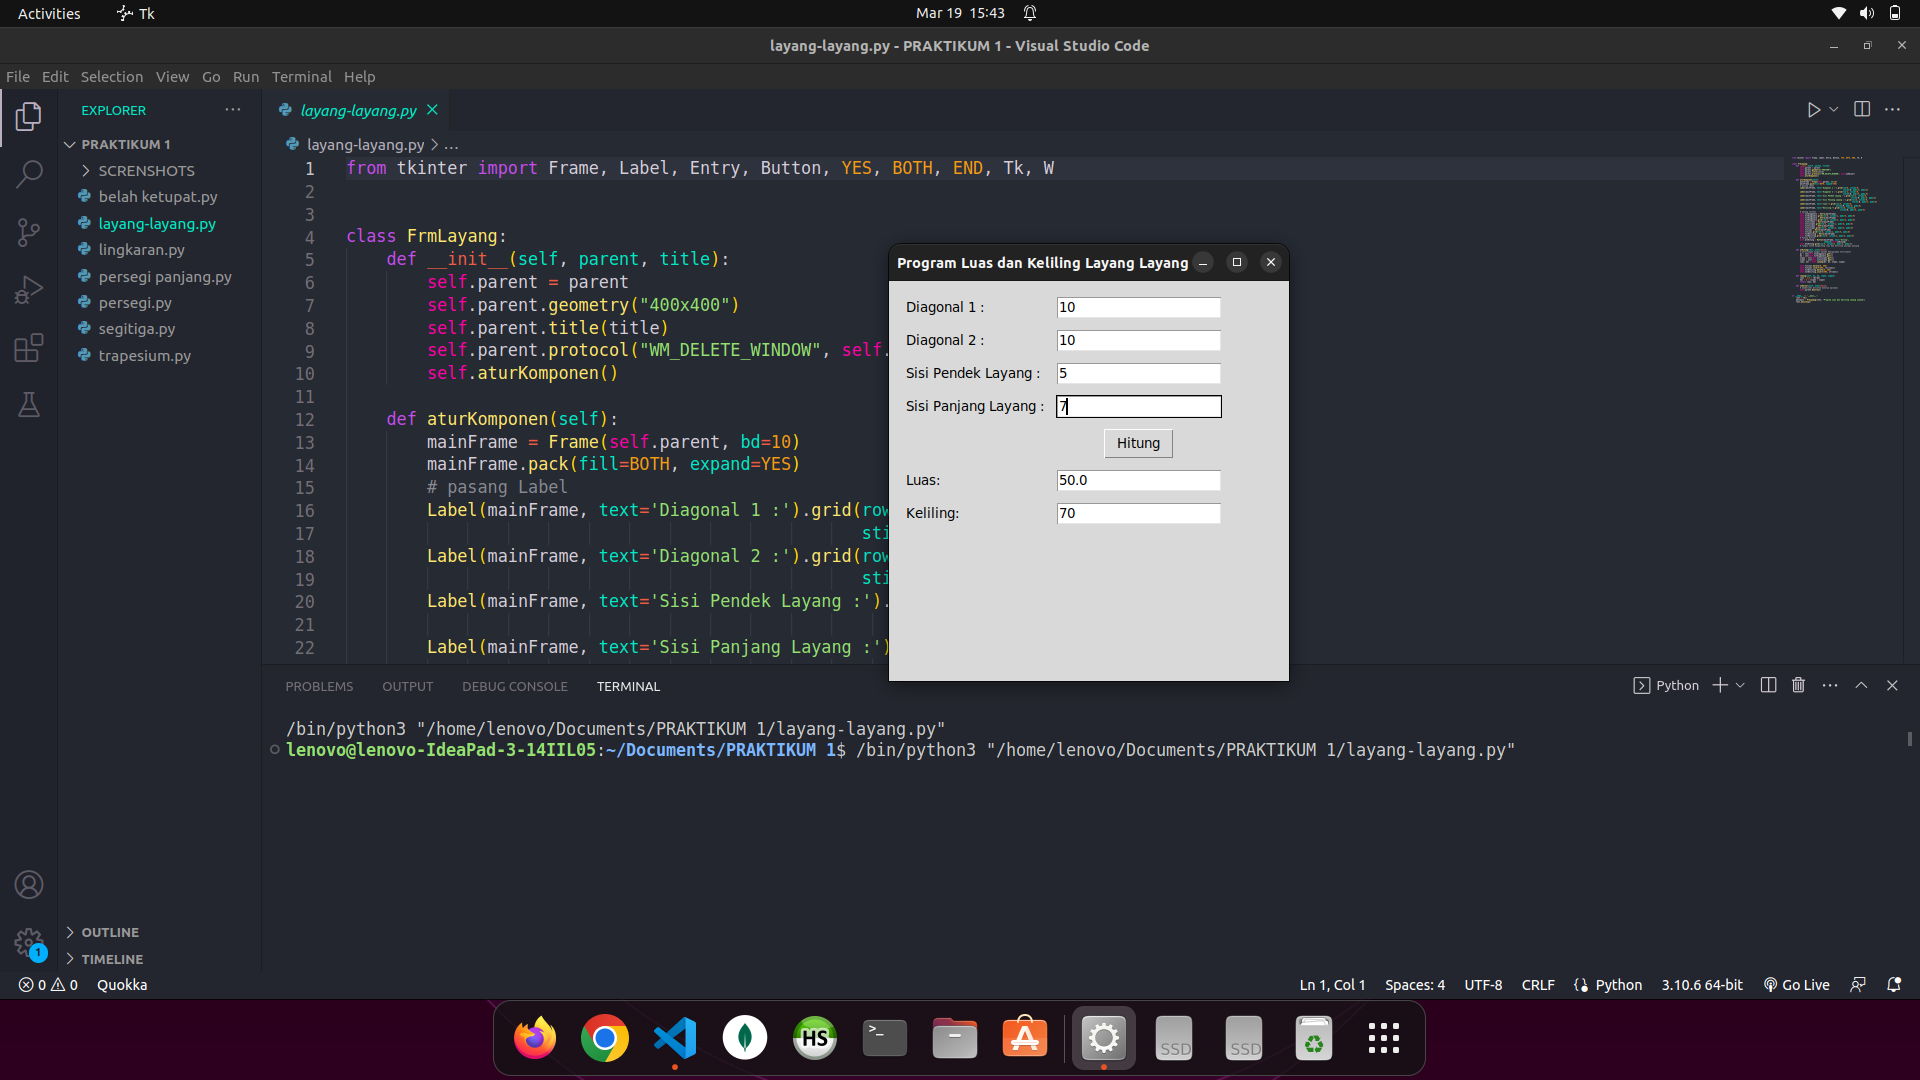 Activities
Tk
Mar 19 15:43
layang-layang.py - PRAKTIKUM 1 - Visual Studio Code
File Edit Selection View Go Run Terminal Help
EXPLORER
PRAKTIKUM 1
SCRENSHOTS
belah ketupat.py
layang-layang.py
lingkaran.py
persegi panjang.py
persegi.py
segitiga.py
trapesium.py
OUTLINE
TIMELINE
layang-layang.py
layang-layang.py > ...
1 from tkinter import Frame, Label, Entry, Button, YES, BOTH, END, Tk, W
2
3
4 class FrmLayang:
5 def __init__(self, parent, title):
6 self.parent = parent
7 self.parent.geometry("400x400")
8 self.parent.title(title)
9 self.parent.protocol("WM_DELETE_WINDOW", self.
10 self.aturKomponen()
11
12 def aturKomponen(self):
13 mainFrame = Frame(self.parent, bd=10)
14 mainFrame.pack(fill=BOTH, expand=YES)
15 # pasang Label
16 Label(mainFrame, text='Diagonal 1 :').grid(row
17 sti
18 Label(mainFrame, text='Diagonal 2 :').grid(row
19 sti
20 Label(mainFrame, text='Sisi Pendek Layang :').
21
22 Label(mainFrame, text='Sisi Panjang Layang :')
Program Luas dan Keliling Layang Layang
Diagonal 1 : 10
Diagonal 2 : 10
Sisi Pendek Layang : 5
Sisi Panjang Layang : 7
Hitung
Luas: 50.0
Keliling: 70
PROBLEMS OUTPUT DEBUG CONSOLE TERMINAL
Python
/bin/python3 "/home/lenovo/Documents/PRAKTIKUM 1/layang-layang.py"
lenovo@lenovo-IdeaPad-3-14IIL05:~/Documents/PRAKTIKUM 1$ /bin/python3 "/home/lenovo/Documents/PRAKTIKUM 1/layang-layang.py"
1
0 0 Quokka
Ln 1, Col 1 Spaces: 4 UTF-8 CRLF Python 3.10.6 64-bit Go Live
HS
>_
SSD
SSD